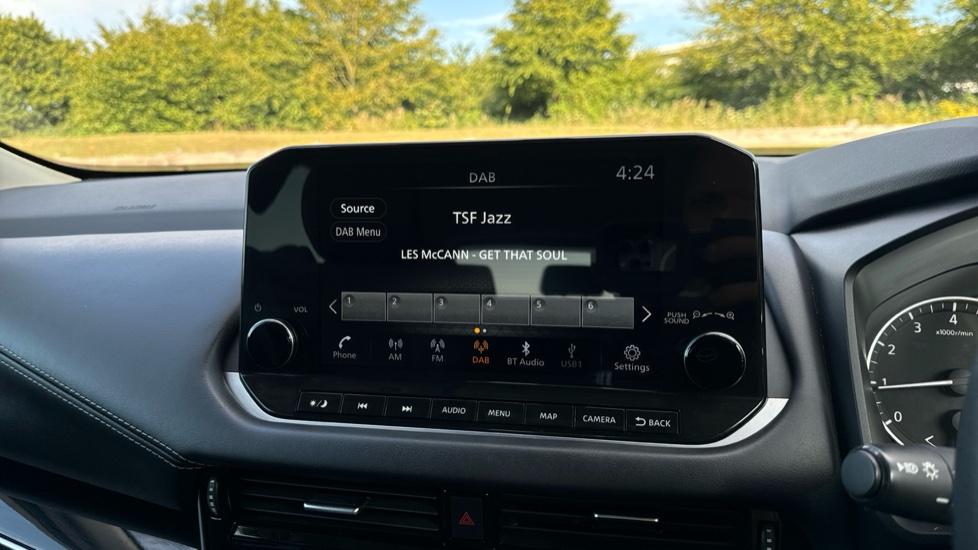 DAB
4:24
Source
TSF Jazz
DAB Menu
LES McCANN - GET THAT SOUL
1 2 3 4 5 6
VOL
PUSH
SOUND
Phone AM FM DAB BT Audio USB1 Settings
AUDIO MENU MAP CAMERA BACK
4
3
x1000r/min
2
1
0